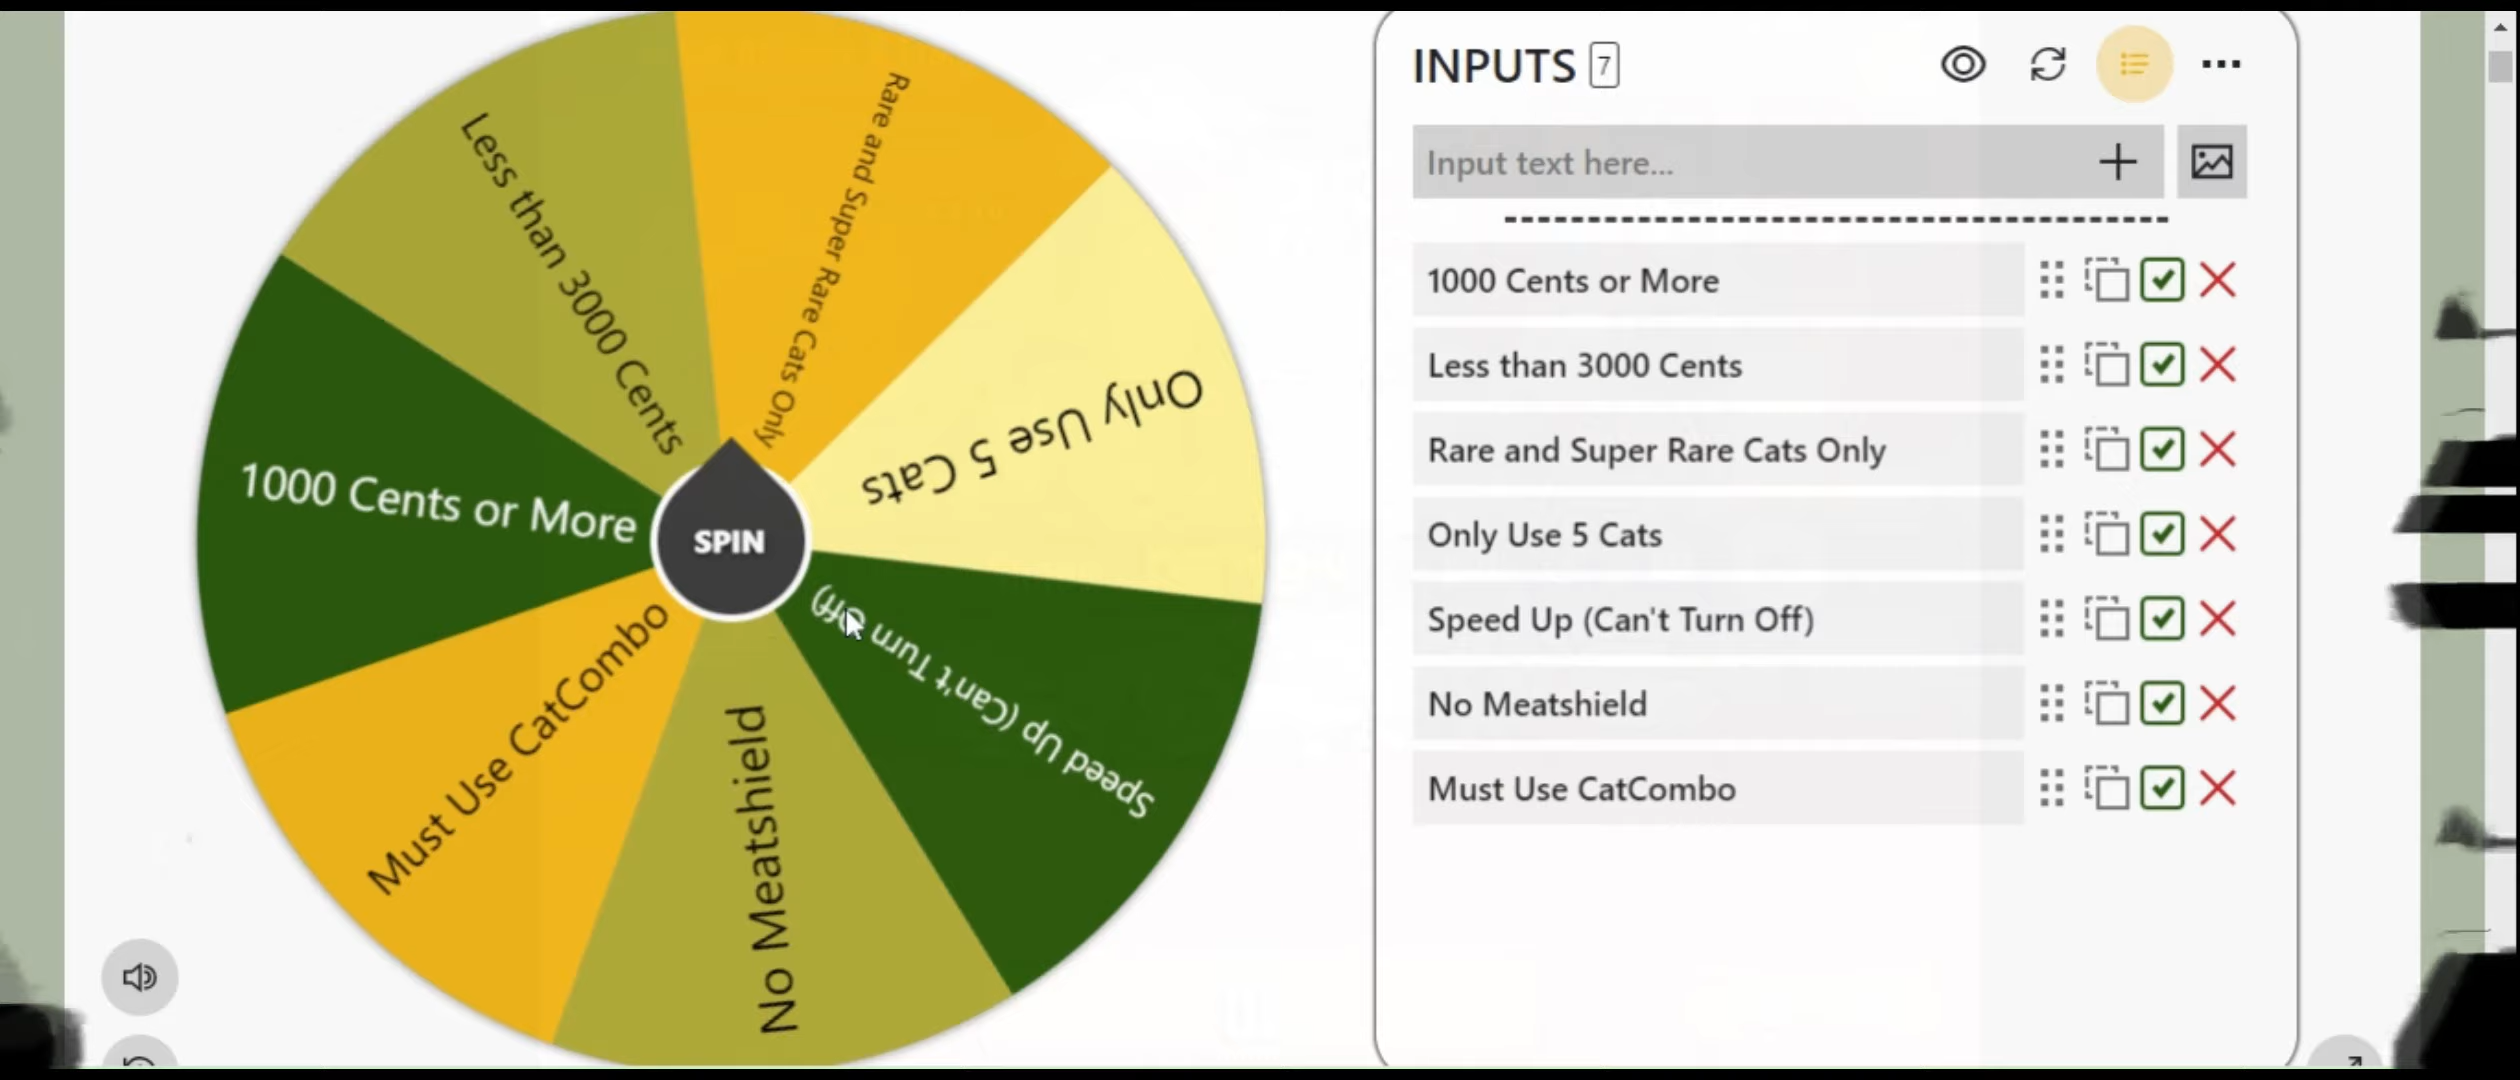 Rare and Super Rare Cats Only
Less than 3000 Cents
Only Use 5 Cats
1000 Cents or More
SPIN
Speed Up (Can't Turn Off)
Must Use CatCombo
No Meatshield
INPUTS 7
Input text here...
1000 Cents or More
Less than 3000 Cents
Rare and Super Rare Cats Only
Only Use 5 Cats
Speed Up (Can't Turn Off)
No Meatshield
Must Use CatCombo